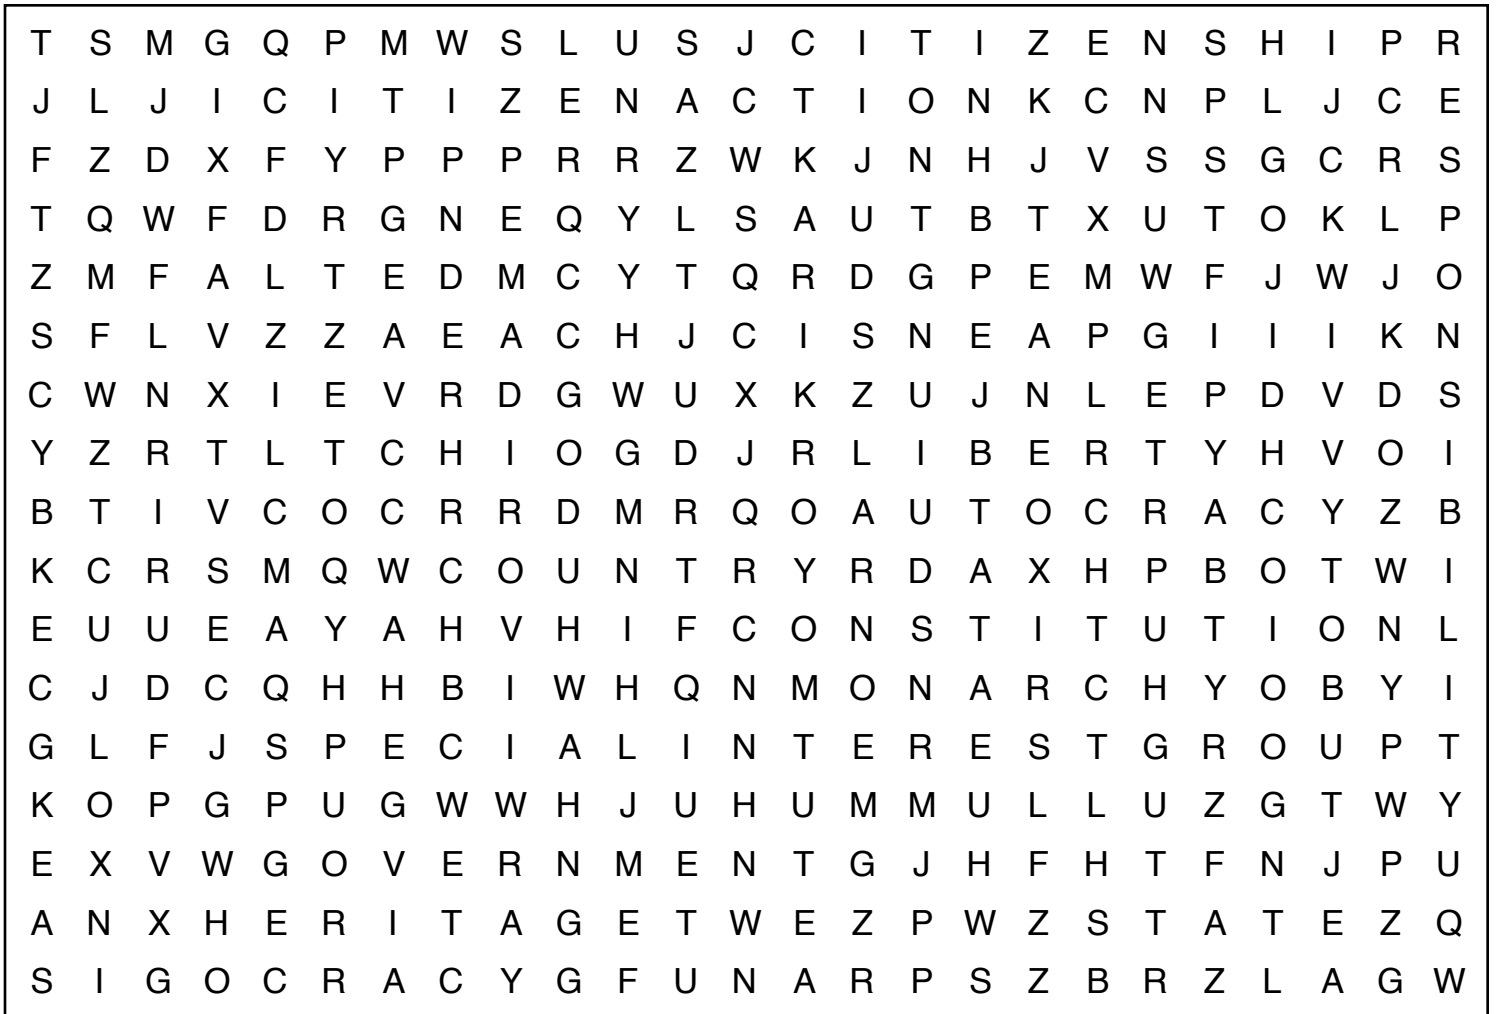 T S M G Q P M W S L U S J C I T I Z E N S H I P R
J L J I C I T I Z E N A C T I O N K C N P L J C E
F Z D X F Y P P P R R Z W K J N H J V S S G C R S
T Q W F D R G N E Q Y L S A U T B T X U T O K L P
Z M F A L T E D M C Y T Q R D G P E M W F J W J O
S F L V Z Z A E A C H J C I S N E A P G I I I K N
C W N X I E V R D G W U X K Z U J N L E P D V D S
Y Z R T L T C H I O G D J R L I B E R T Y H V O I
B T I V C O C R R D M R Q O A U T O C R A C Y Z B
K C R S M Q W C O U N T R Y R D A X H P B O T W I
E U U E A Y A H V H I F C O N S T I T U T I O N L
C J D C Q H H B I W H Q N M O N A R C H Y O B Y I
G L F J S P E C I A L I N T E R E S T G R O U P T
K O P G P U G W W H J U H U M M U L L U Z G T W Y
E X V W G O V E R N M E N T G J H F H T F N J P U
A N X H E R I T A G E T W E Z P W Z S T A T E Z Q
S I G O C R A C Y G F U N A R P S Z B R Z L A G W